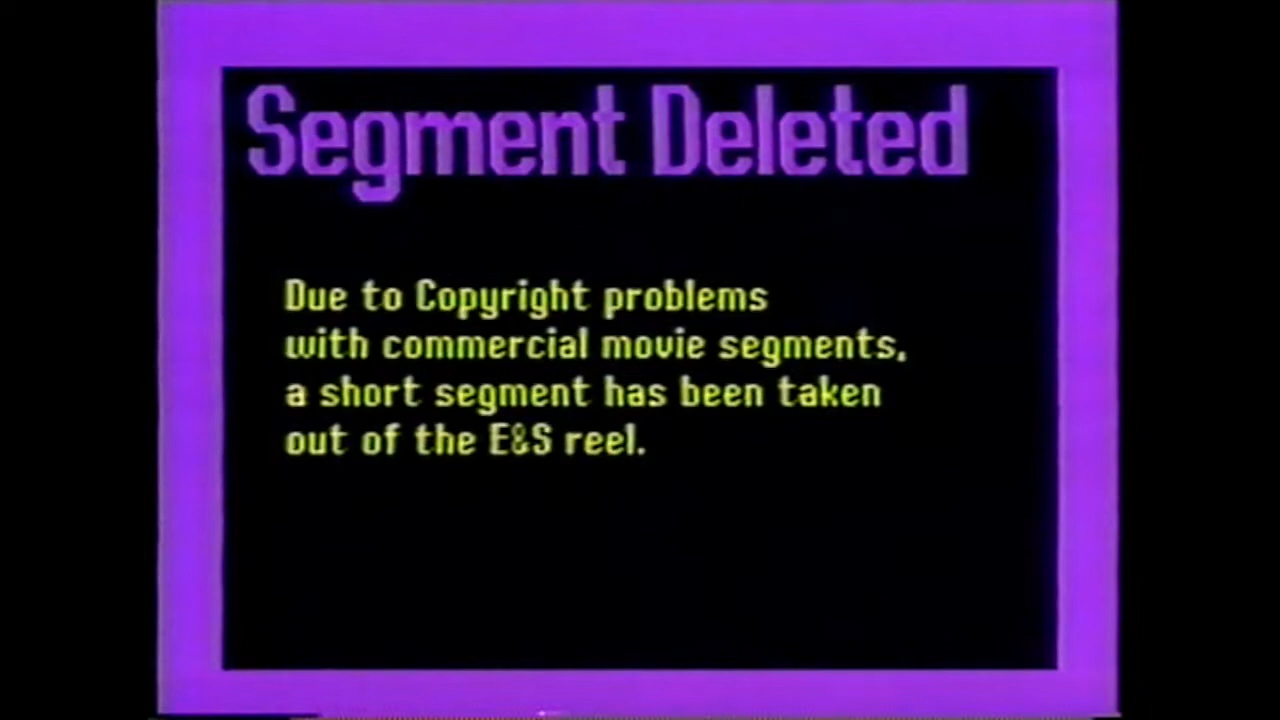 Segment Deleted
Due to Copyright problems
with commercial movie segments,
a short segment has been taken
out of the E&S reel.